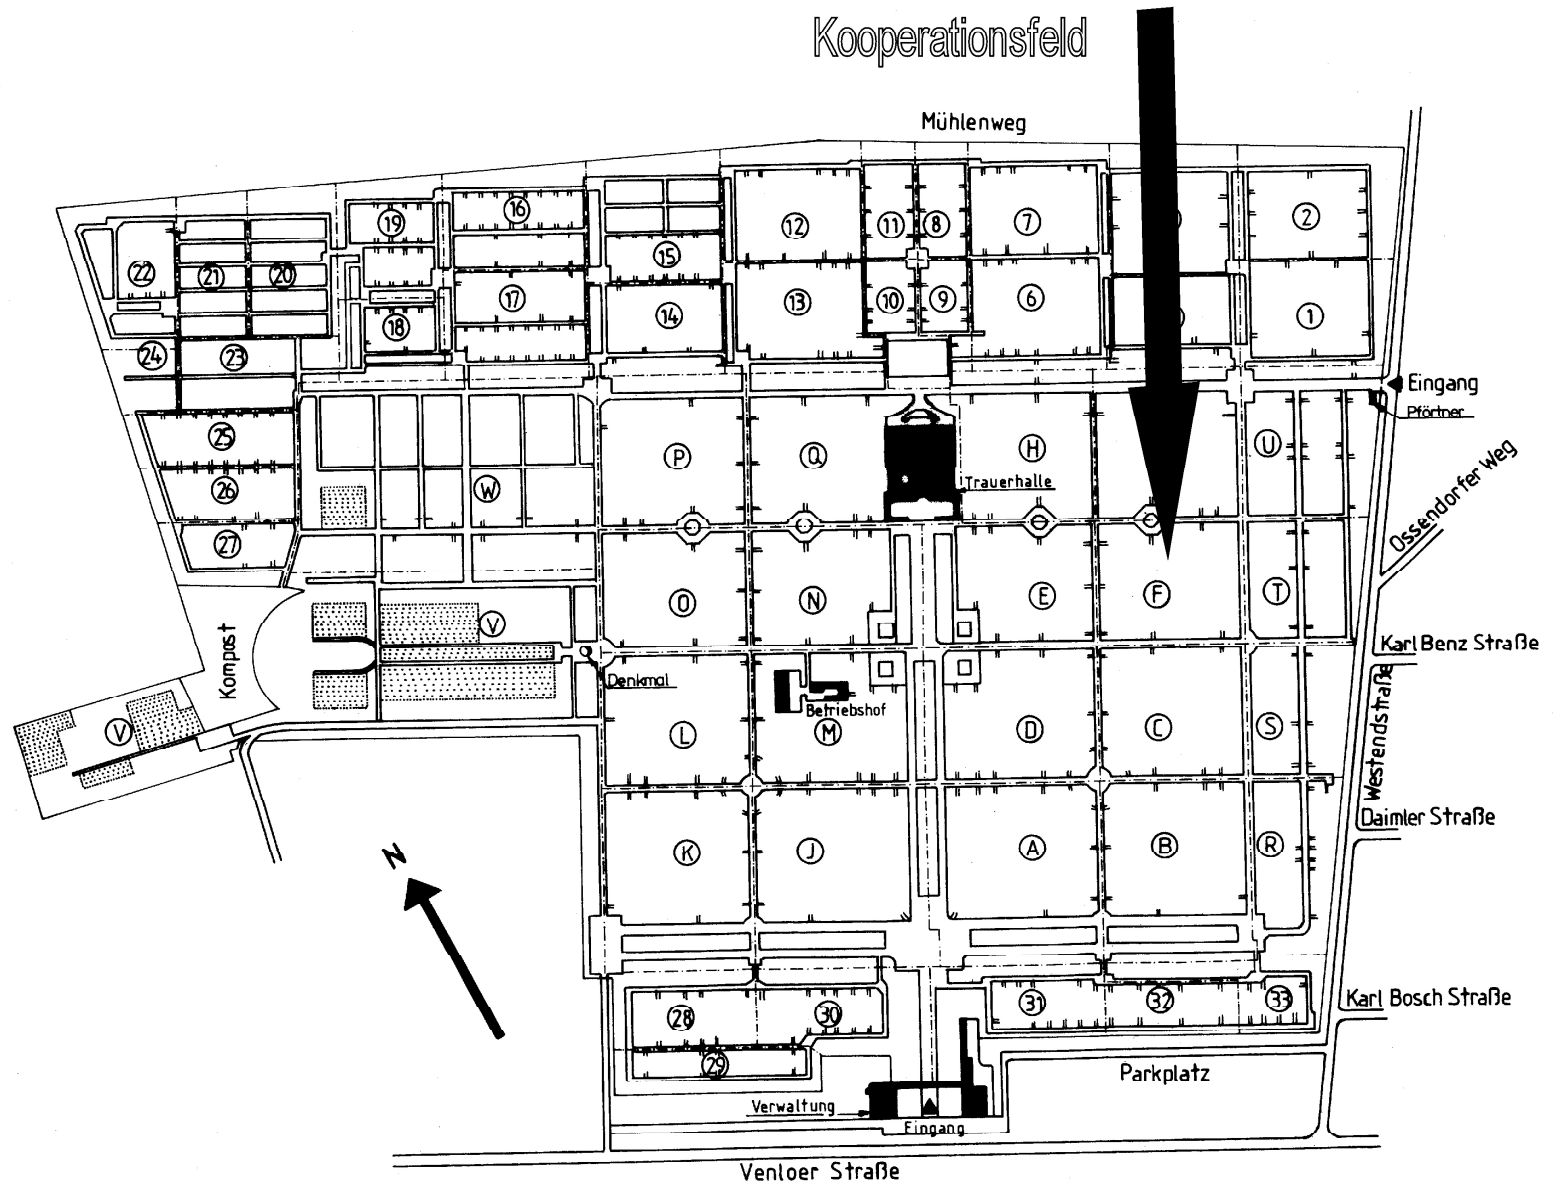 Kooperationsfeld
Mühlenweg
19
16
12
11
8
7
2
22
21
20
15
17
14
13
10
9
6
1
18
24
23
Eingang
Pförtner
25
P
Q
H
U
26
W
Trauerhalle
Ossendorfer Weg
27
O
N
E
F
T
Kompost
V
Karl Benz Straße
Denkmal
Betriebshof
V
L
M
D
C
S
Westendstraße
Daimler Straße
N
K
J
A
B
R
28
30
31
32
33
Karl Bosch Straße
29
Parkplatz
Verwaltung
Eingang
Venloer Straße